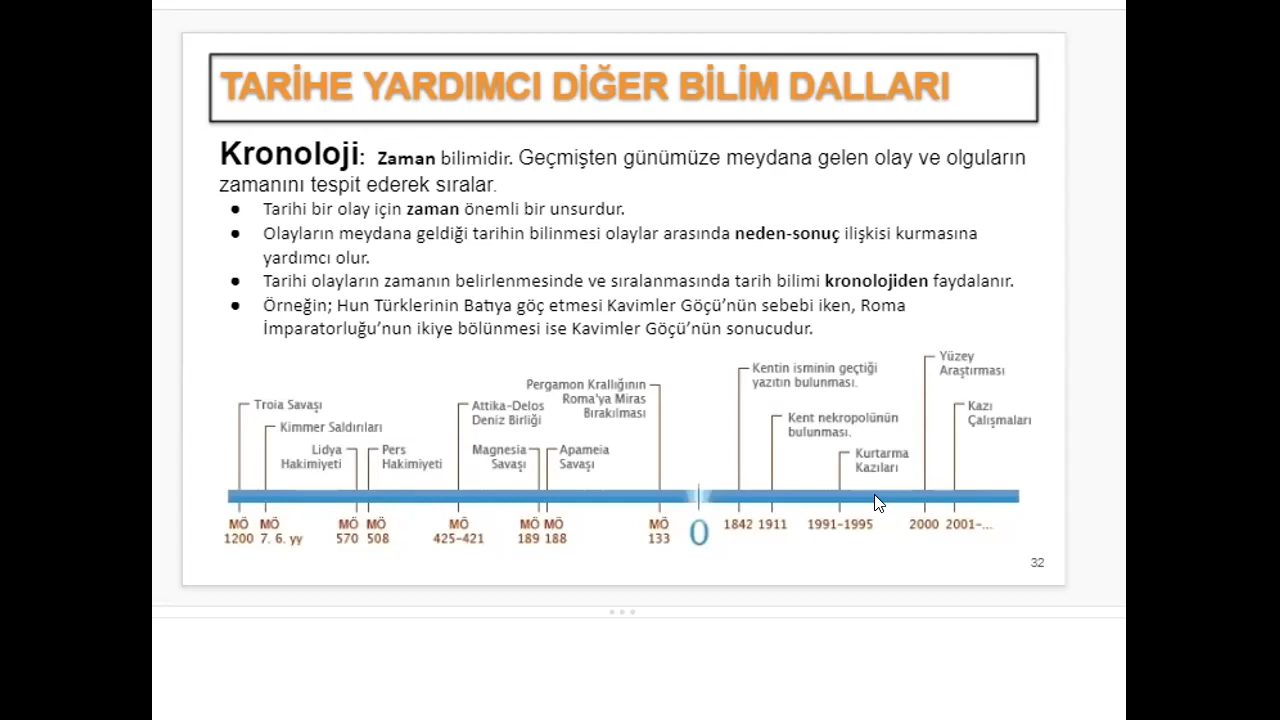 TARİHE YARDIMCI DİĞER BİLİM DALLARI
Kronoloji: Zaman bilimidir. Geçmişten günümüze meydana gelen olay ve olguların
zamanını tespit ederek sıralar.
● Tarihi bir olay için zaman önemli bir unsurdur.
● Olayların meydana geldiği tarihin bilinmesi olaylar arasında neden-sonuç ilişkisi kurmasına
yardımcı olur.
● Tarihi olayların zamanın belirlenmesinde ve sıralanmasında tarih bilimi kronolojiden faydalanır.
● Örneğin; Hun Türklerinin Batıya göç etmesi Kavimler Göçü’nün sebebi iken, Roma
İmparatorluğu’nun ikiye bölünmesi ise Kavimler Göçü’nün sonucudur.
Troia Savaşı
Kimmer Saldırıları
Lidya
Hakimiyeti
Pers
Hakimiyeti
Attika-Delos
Deniz Birliği
Magnesia
Savaşı
Apameia
Savaşı
Pergamon Krallığının
Roma'ya Miras
Bırakılması
Kentin isminin geçtiği
yazıtın bulunması.
Kent nekropolünün
bulunması.
Kurtarma
Kazıları
Yüzey
Araştırması
Kazı
Çalışmaları
MÖ
1200
MÖ
7. 6. yy
MÖ
570
MÖ
508
MÖ
425-421
MÖ
189
MÖ
188
MÖ
133
0
1842
1911
1991-1995
2000
2001-...
32